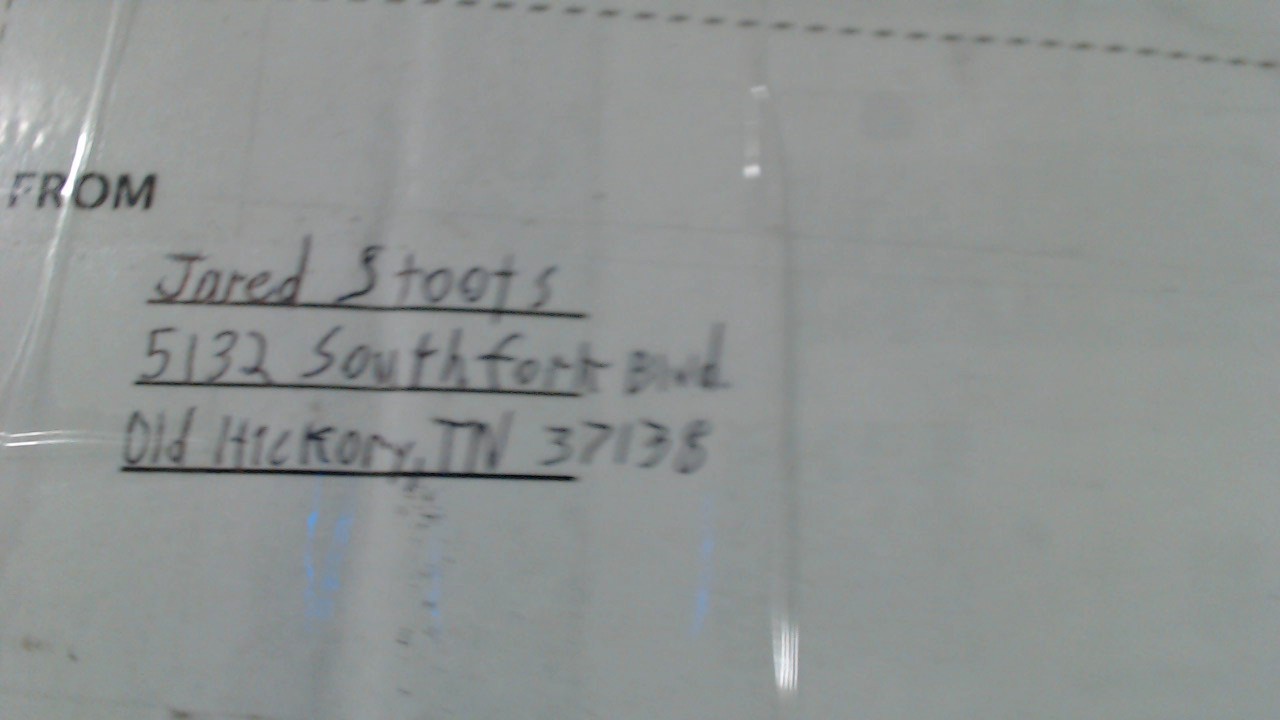 FROM
Jared Stoots
5132 Southfork Blvd
Old Hickory, TN 37138